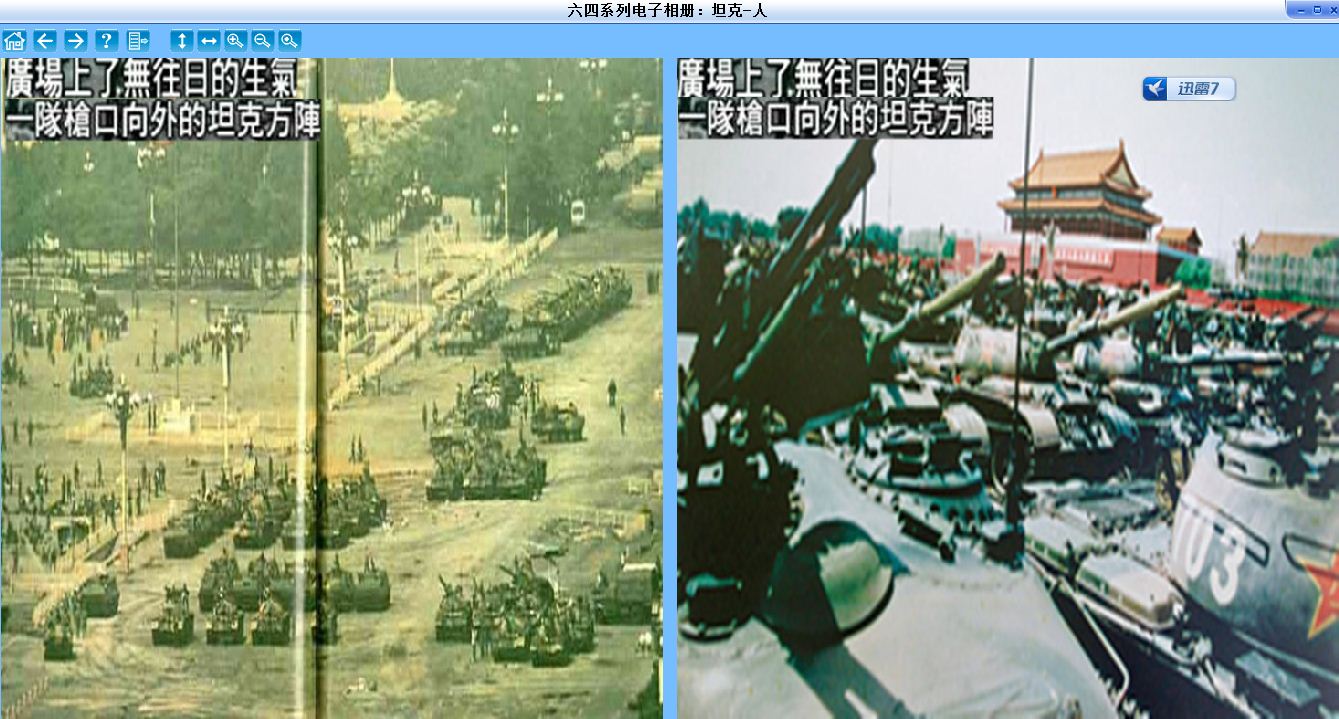 六四系列电子相册：坦克-人
廣場上了無往日的生氣
一隊槍口向外的坦克方陣
廣場上了無往日的生氣
一隊槍口向外的坦克方陣
迅雷7
103